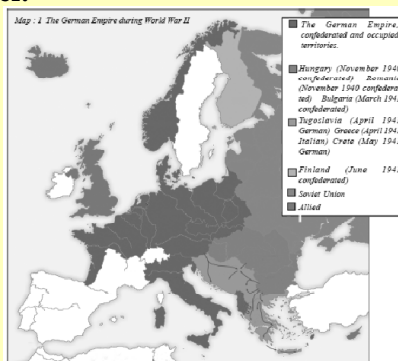 Map : 1 The German Empire during World War II
The German Empire,
confederated and occupied
territories.
Hungary (November 1940
confederated) Romania
(November 1940 confedera
ted) Bulgaria (March 194
confederated)
Yugoslavia (April 194
German) Greece (April 194
Italian) Crete (May 194
German)
Finland (June 194
confederated)
Soviet Union
Allied